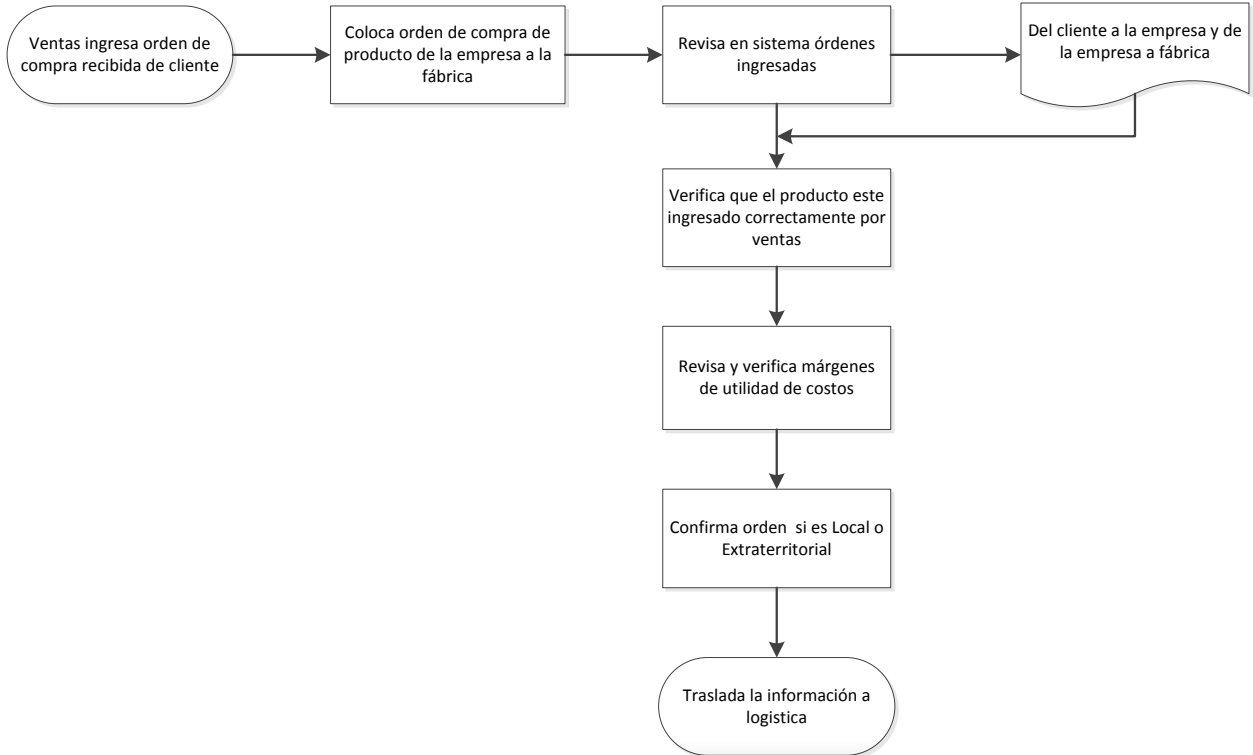 Ventas ingresa orden de
compra recibida de cliente
Coloca orden de compra de
producto de la empresa a la
fábrica
Revisa en sistema órdenes
ingresadas
Del cliente a la empresa y de
la empresa a fábrica
Verifica que el producto este
ingresado correctamente por
ventas
Revisa y verifica márgenes
de utilidad de costos
Confirma orden  si es Local o
Extraterritorial
Traslada la información a
logistica